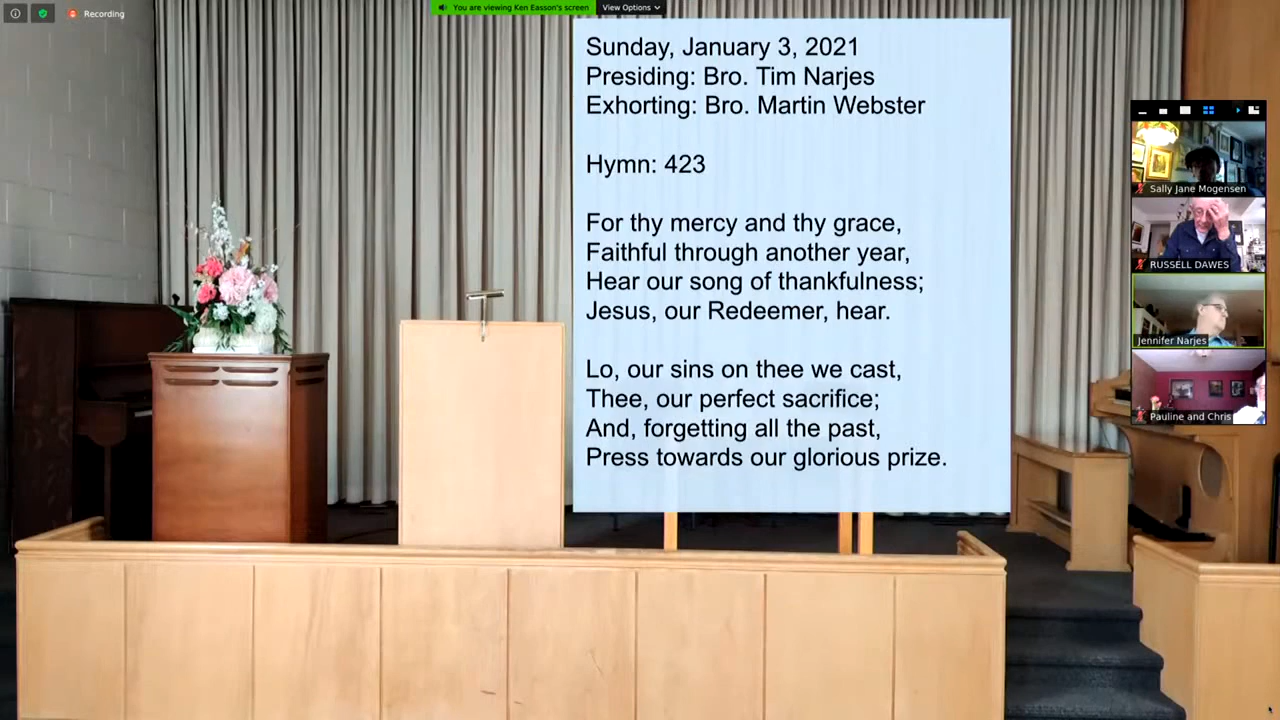 Recording
You are viewing Ken Easson's screen
View Options
Sunday, January 3, 2021
Presiding: Bro. Tim Narjes
Exhorting: Bro. Martin Webster
Hymn: 423
For thy mercy and thy grace,
Faithful through another year,
Hear our song of thankfulness;
Jesus, our Redeemer, hear.
Lo, our sins on thee we cast,
Thee, our perfect sacrifice;
And, forgetting all the past,
Press towards our glorious prize.
Sally Jane Mogensen
RUSSELL DAWES
Jennifer Narjes
Pauline and Chris